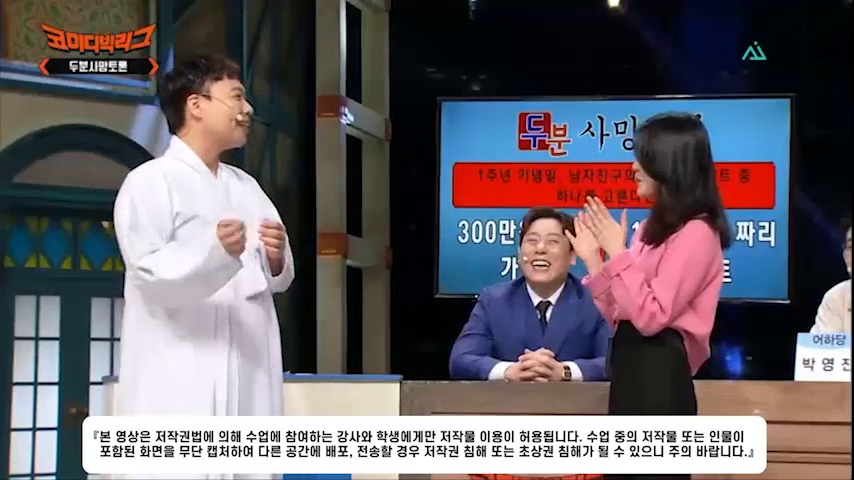 코미디빅리그
두분사망토론
두분 사망
1주년 기념일, 남자친구의 중
하나를
300만 짜리
어하당
박영진
『본 영상은 저작권법에 의해 수업에 참여하는 강사와 학생에게만 저작물 이용이 허용됩니다. 수업 중의 저작물 또는 인물이
포함된 화면을 무단 캡처하여 다른 공간에 배포, 전송할 경우 저작권 침해 또는 초상권 침해가 될 수 있으니 주의 바랍니다.』